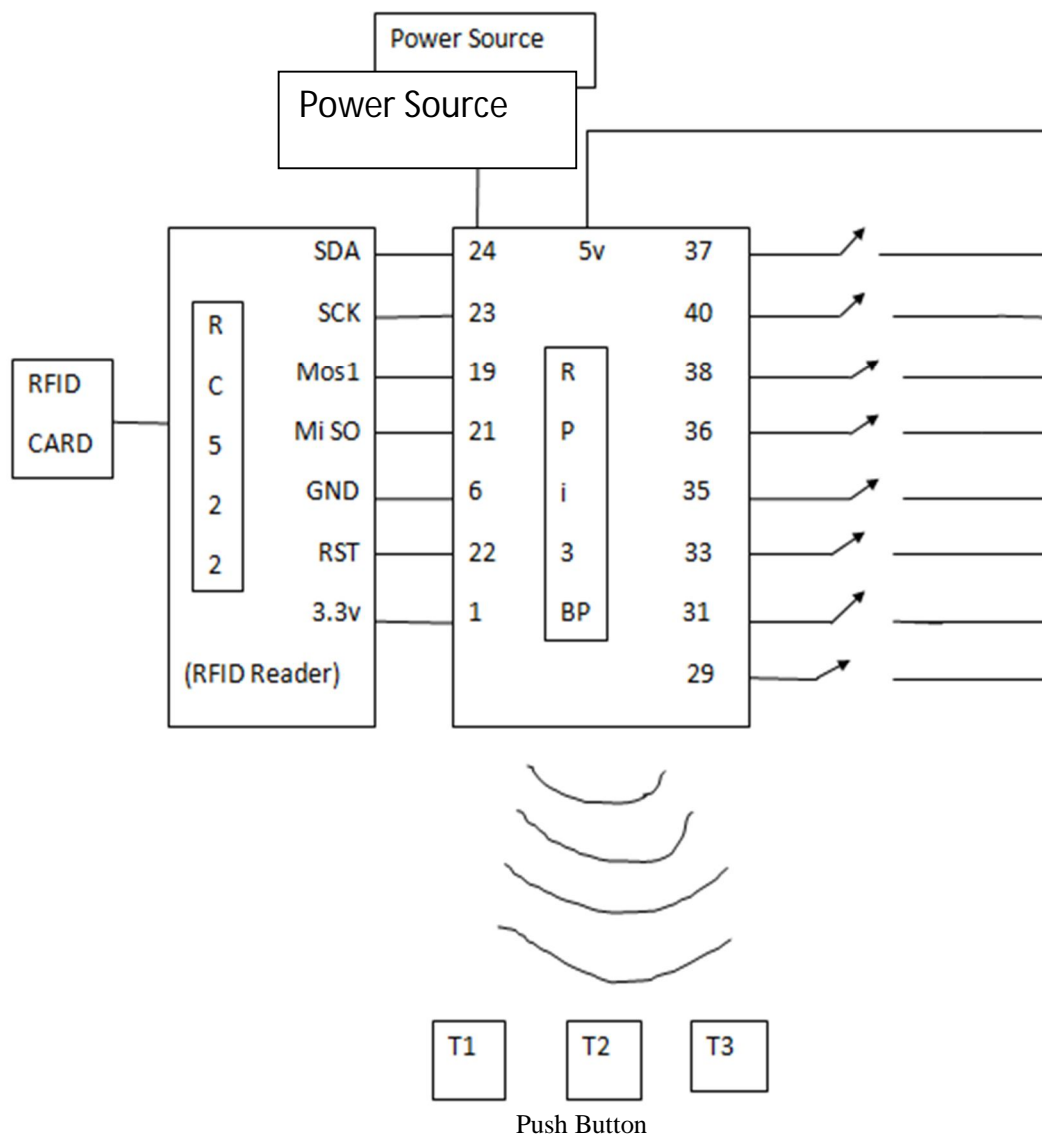 Power Source
Power Source
SDA 24 5v 37
SCK 23 40
R
Mos1 19 R 38
RFID
C
Mi SO 21 P 36
CARD
5
GND 6 i 35
2
RST 22 3 33
2
3.3v 1 BP 31
(RFID Reader) 29
T1 T2 T3
Push Button